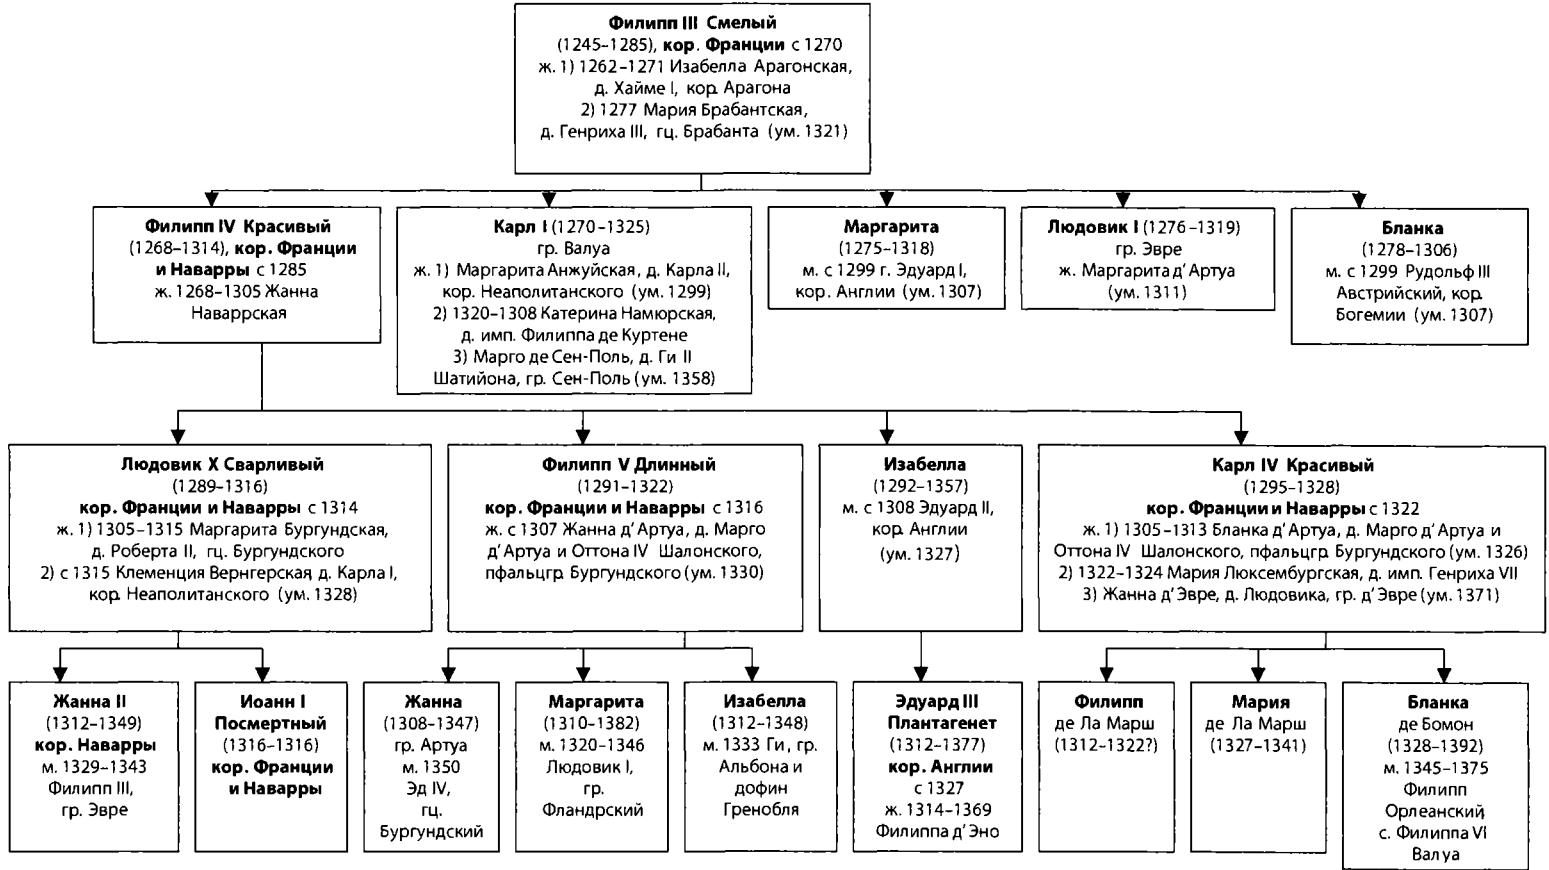 Филипп III Смелый
(1245–1285), кор. Франции с 1270
ж. 1) 1262–1271 Изабелла Арагонская,
д. Хайме I, кор. Арагона
2) 1277 Мария Брабантская,
д. Генриха III, гц. Брабанта (ум. 1321)
Филипп IV Красивый
(1268–1314), кор. Франции
и Наварры с 1285
ж. 1268–1305 Жанна
Наваррская
Карл I (1270–1325)
гр. Валуа
ж. 1) Маргарита Анжуйская, д. Карла II,
кор. Неаполитанского (ум. 1299)
2) 1320–1308 Катерина Намюрская,
д. имп. Филиппа де Куртене
3) Марго де Сен-Поль, д. Ги II
Шатийона, гр. Сен-Поль (ум. 1358)
Маргарита
(1275–1318)
м. с 1299 г. Эдуард I,
кор. Англии (ум. 1307)
Людовик I (1276–1319)
гр. Эвре
ж. Маргарита д'Артуа
(ум. 1311)
Бланка
(1278–1306)
м. с 1299 Рудольф III
Австрийский, кор.
Богемии (ум. 1307)
Людовик X Сварливый
(1289–1316)
кор. Франции и Наварры с 1314
ж. 1) 1305–1315 Маргарита Бургундская,
д. Роберта II, гц. Бургундского
2) с 1315 Клеменция Вернгерская, д. Карла I,
кор. Неаполитанского (ум. 1328)
Филипп V Длинный
(1291–1322)
кор. Франции и Наварры с 1316
ж. с 1307 Жанна д'Артуа, д. Марго
д'Артуа и Оттона IV Шалонского,
пфальцгр. Бургундского (ум. 1330)
Изабелла
(1292–1357)
м. с 1308 Эдуард II,
кор. Англии
(ум. 1327)
Карл IV Красивый
(1295–1328)
кор. Франции и Наварры с 1322
ж. 1) 1305–1313 Бланка д'Артуа, д. Марго д'Артуа и
Оттона IV Шалонского, пфальцгр. Бургундского (ум. 1326)
2) 1322–1324 Мария Люксембургская, д. имп. Генриха VII
3) Жанна д'Эвре, д. Людовика, гр. д'Эвре (ум. 1371)
Жанна II
(1312–1349)
кор. Наварры
м. 1329–1343
Филипп III,
гр. Эвре
Иоанн I
Посмертный
(1316–1316)
кор. Франции
и Наварры
Жанна
(1308–1347)
гр. Артуа
м. 1350
Эд IV,
гц.
Бургундский
Маргарита
(1310–1382)
м. 1320–1346
Людовик I,
гр.
Фландрский
Изабелла
(1312–1348)
м. 1333 Ги, гр.
Альбона и
дофин
Гренобля
Эдуард III
Плантагенет
(1312–1377)
кор. Англии
с 1327
ж. 1314–1369
Филиппа д'Эно
Филипп
де Ла Марш
(1312–1322?)
Мария
де Ла Марш
(1327–1341)
Бланка
де Бомон
(1328–1392)
м. 1345–1375
Филипп
Орлеанский,
с. Филиппа VI
Валуа